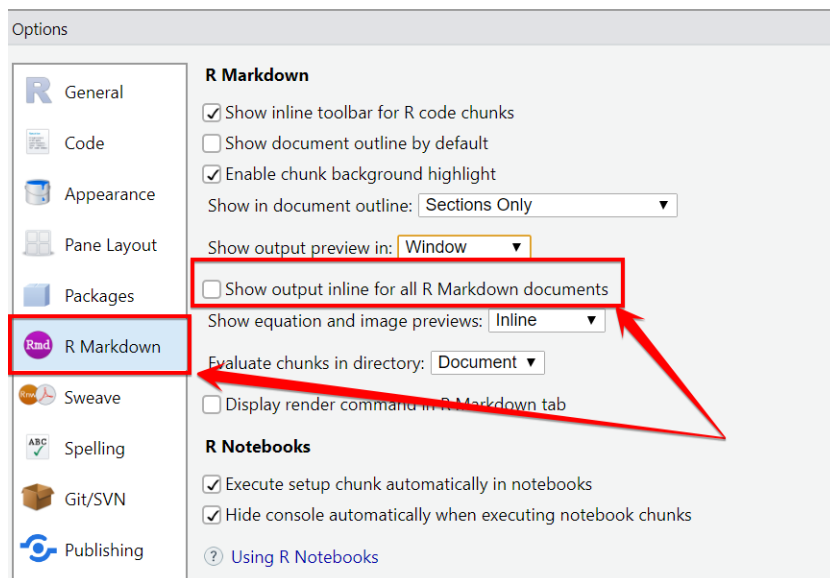 Options
General
Code
Appearance
Pane Layout
Packages
Rmd R Markdown
Rnw Sweave
ABC Spelling
Git/SVN
Publishing
R Markdown
Show inline toolbar for R code chunks
Show document outline by default
Enable chunk background highlight
Show in document outline: Sections Only
Show output preview in: Window
Show output inline for all R Markdown documents
Show equation and image previews: Inline
Evaluate chunks in directory: Document
Display render command in R Markdown tab
R Notebooks
Execute setup chunk automatically in notebooks
Hide console automatically when executing notebook chunks
? Using R Notebooks